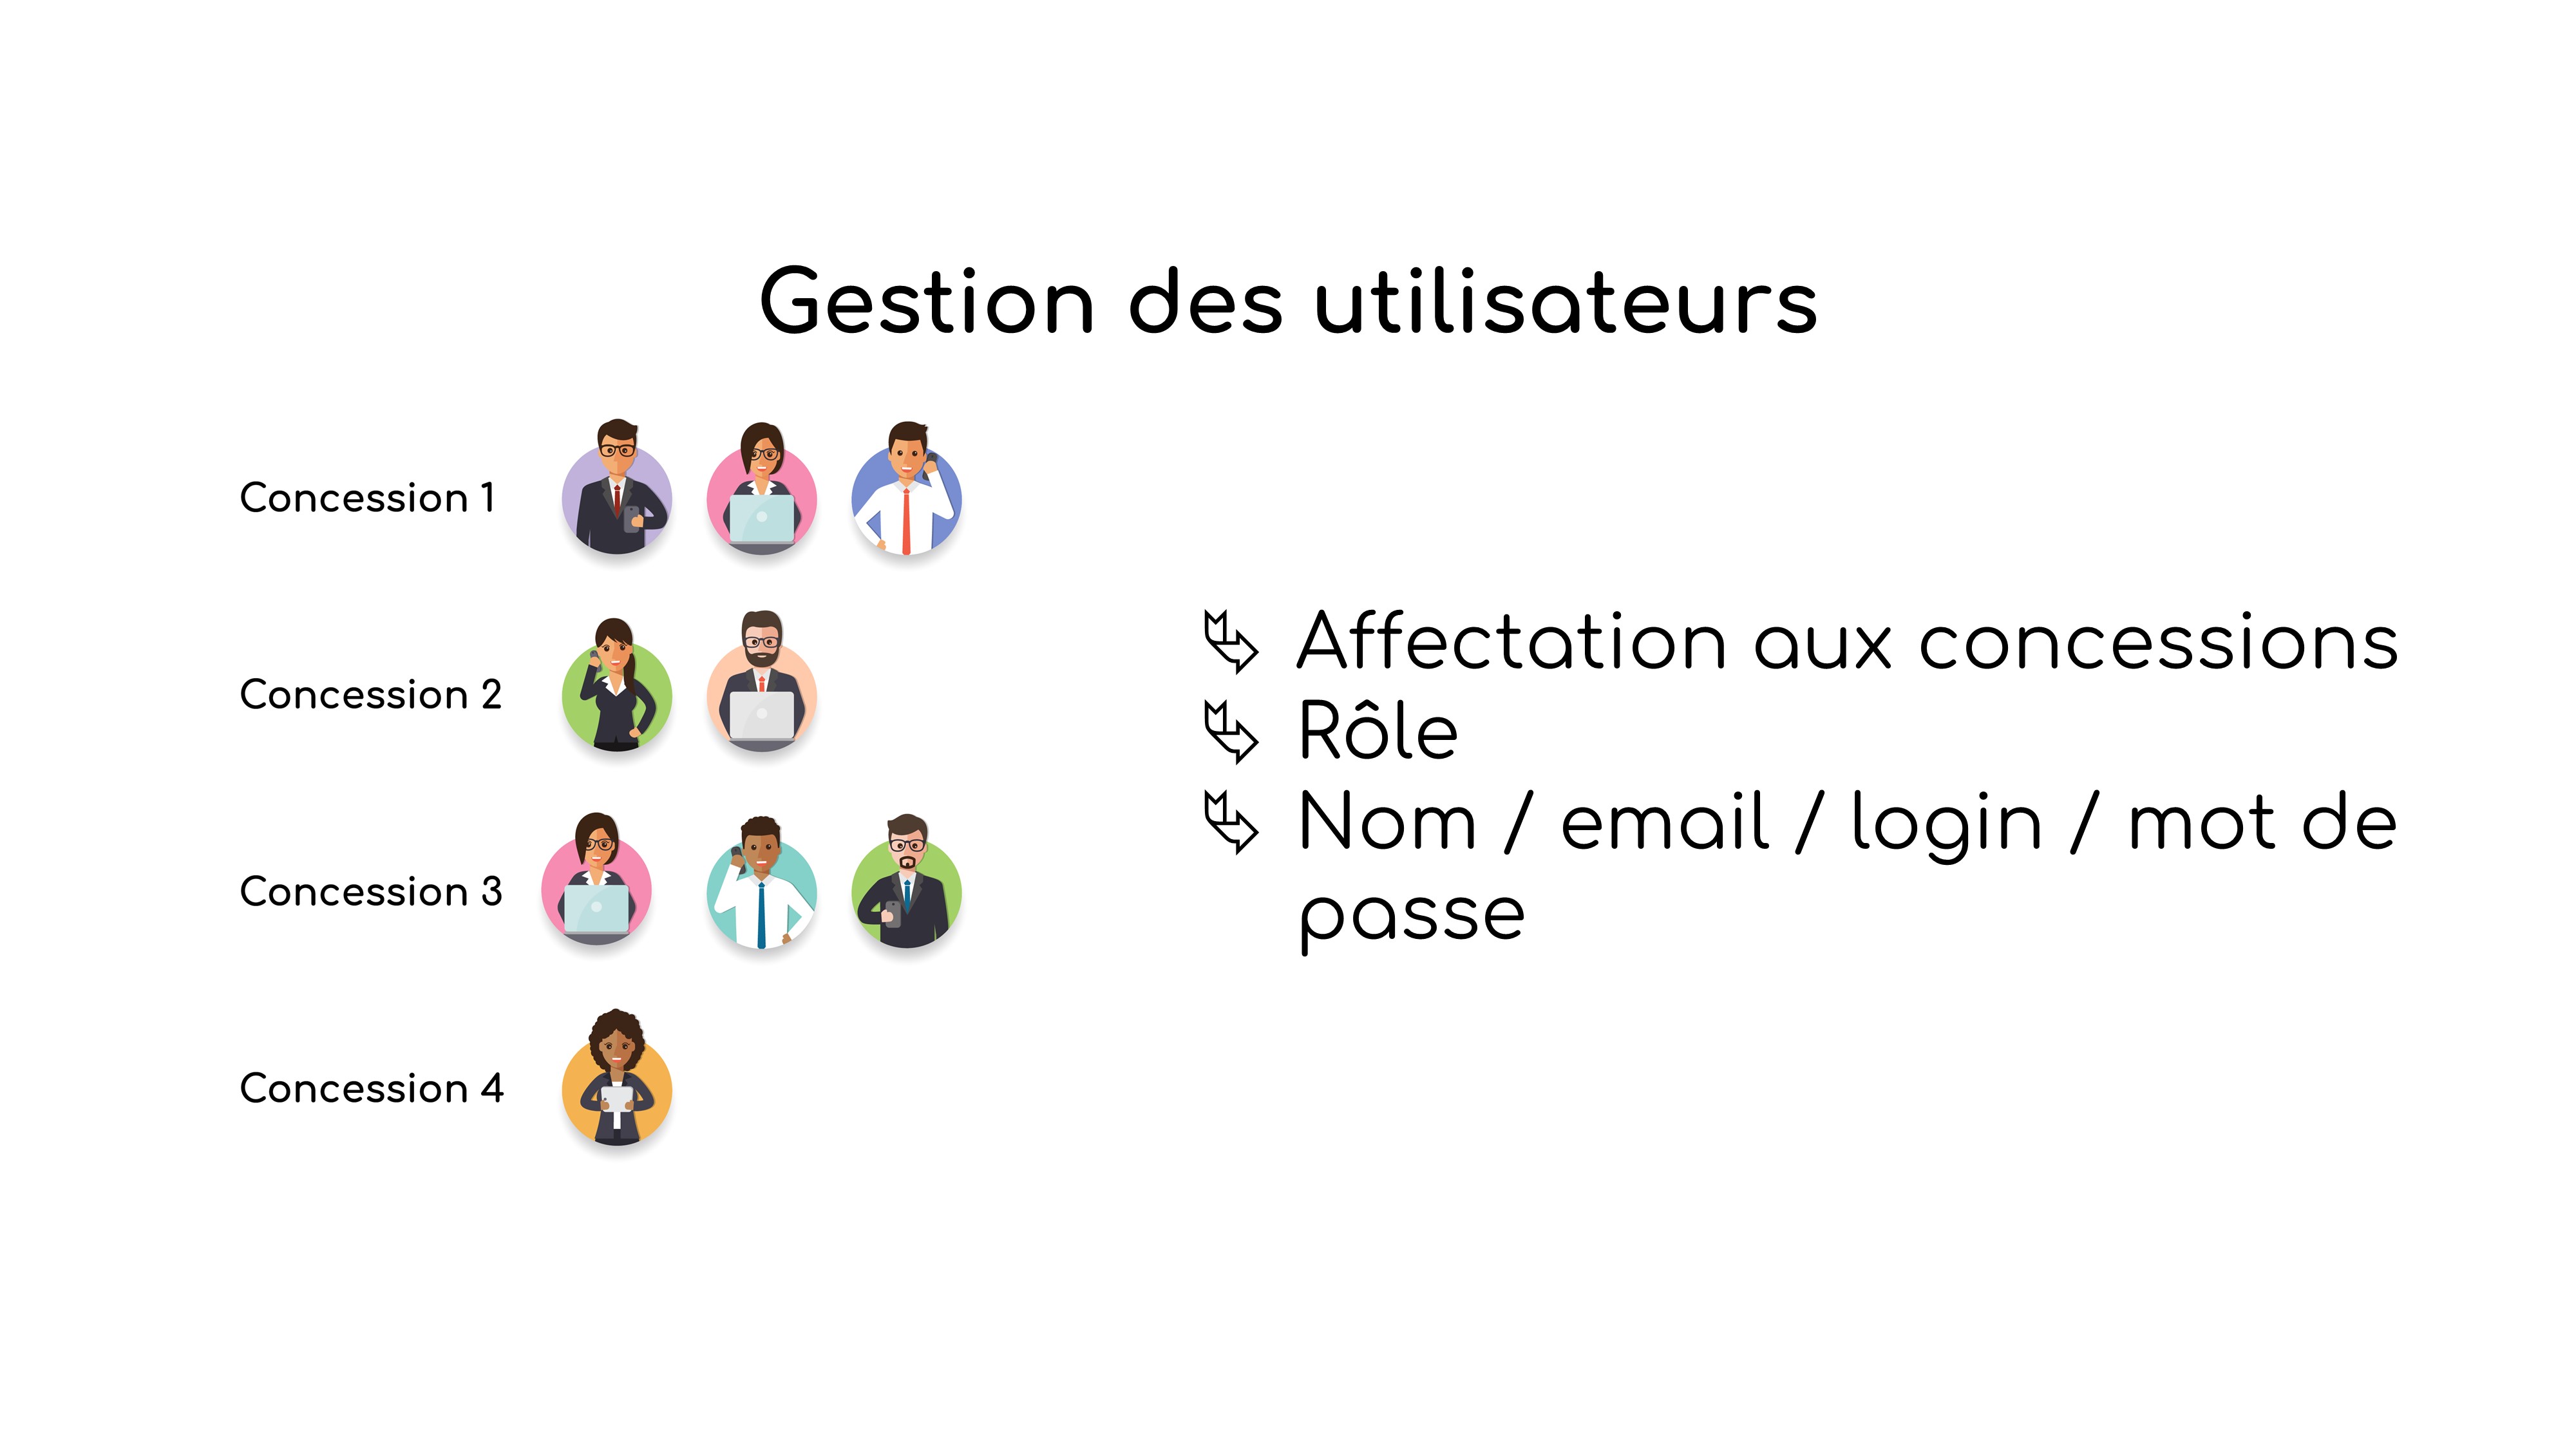 Gestion des utilisateurs
Concession 1
Concession 2
Concession 3
Concession 4
Affectation aux concessions
Rôle
Nom / email / login / mot de
passe